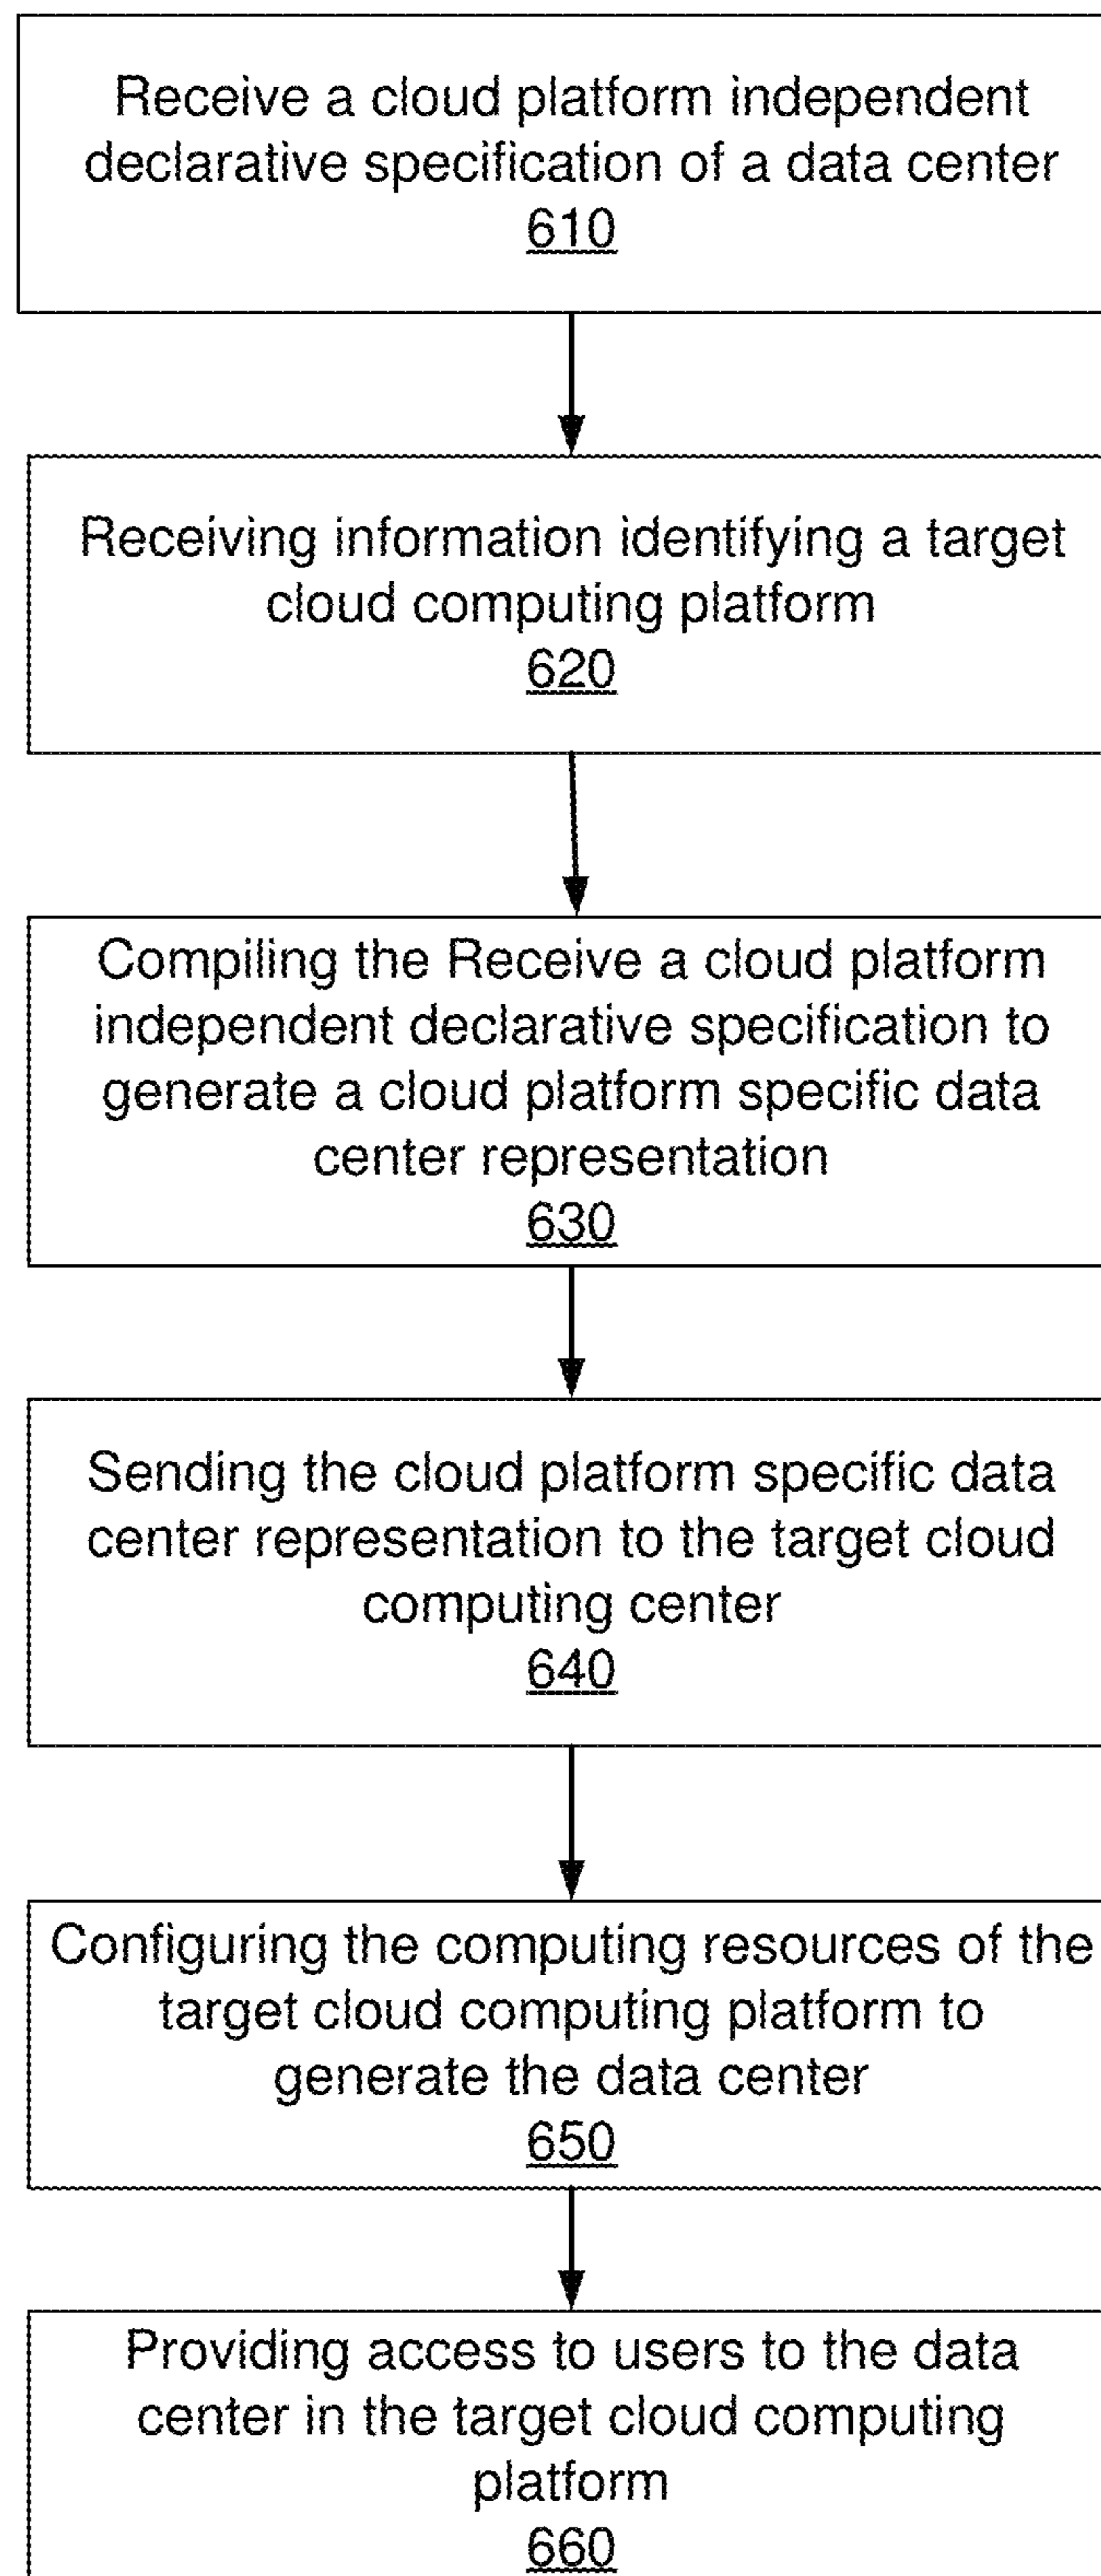 Receive a cloud platform independent
declarative specification of a data center
610
Receiving information identifying a target
cloud computing platform
620
Compiling the Receive a cloud platform
independent declarative specification to
generate a cloud platform specific data
center representation
630
Sending the cloud platform specific data
center representation to the target cloud
computing center
640
Configuring the computing resources of the
target cloud computing platform to
generate the data center
650
Providing access to users to the data
center in the target cloud computing
platform
660